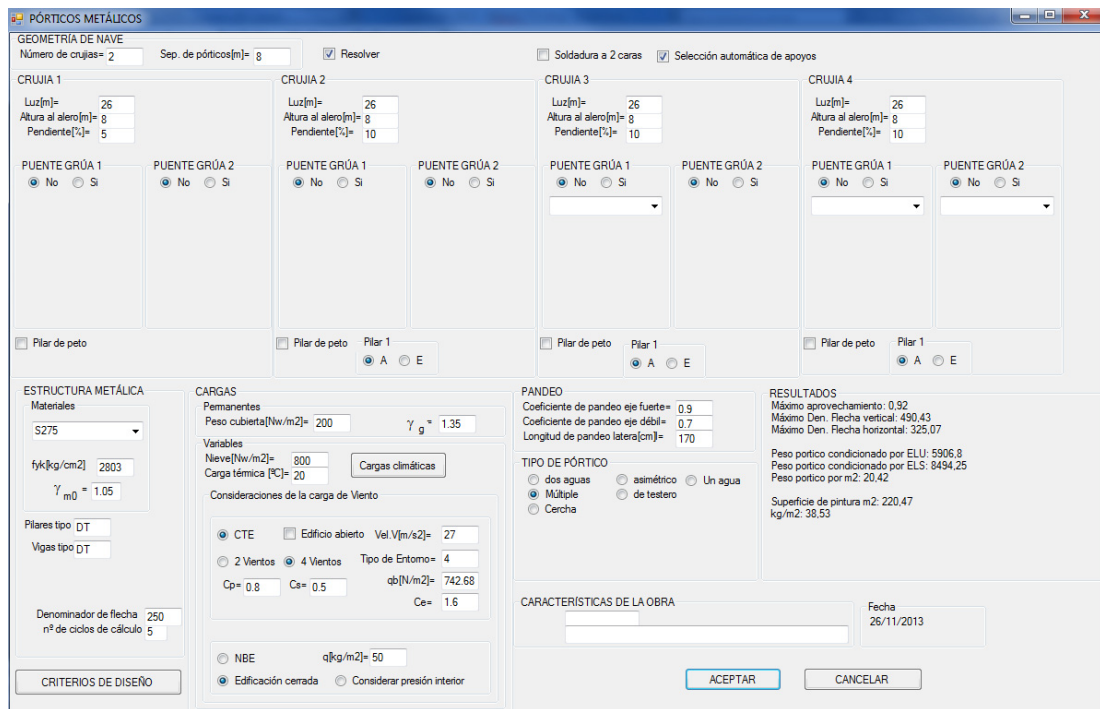 PÓRTICOS METÁLICOS
GEOMETRÍA DE NAVE
Número de crujias= 2 Sep. de pórticos[m]= 8 Resolver Soldadura a 2 caras Selección automática de apoyos
CRUJIA 1
Luz[m]= 26
Altura al alero[m]= 8
Pendiente[%]= 5
PUENTE GRÚA 1
No Si
PUENTE GRÚA 2
No Si
Pilar de peto
CRUJIA 2
Luz[m]= 26
Altura al alero[m]= 8
Pendiente[%]= 10
PUENTE GRÚA 1
No Si
PUENTE GRÚA 2
No Si
Pilar de peto
Pilar 1
A E
CRUJIA 3
Luz[m]= 26
Altura al alero[m]= 8
Pendiente[%]= 10
PUENTE GRÚA 1
No Si
PUENTE GRÚA 2
No Si
Pilar de peto
Pilar 1
A E
CRUJIA 4
Luz[m]= 26
Altura al alero[m]= 8
Pendiente[%]= 10
PUENTE GRÚA 1
No Si
PUENTE GRÚA 2
No Si
Pilar de peto
Pilar 1
A E
ESTRUCTURA METÁLICA
Materiales
S275
fyk[kg/cm2] 2803
γ m0 = 1.05
Pilares tipo DT
Vigas tipo DT
Denominador de flecha 250
nº de ciclos de cálculo 5
CRITERIOS DE DISEÑO
CARGAS
Permanentes
Peso cubierta[Nw/m2]= 200 γ g = 1.35
Variables
Nieve[Nw/m2]= 800
Carga térmica [ºC]= 20
Cargas climáticas
Consideraciones de la carga de Viento
CTE Edificio abierto Vel.V[m/s2]= 27
2 Vientos 4 Vientos Tipo de Entorno= 4
Cp= 0.8 Cs= 0.5 qb[N/m2]= 742.68
Ce= 1.6
NBE q[kg/m2]= 50
Edificación cerrada Considerar presión interior
PANDEO
Coeficiente de pandeo eje fuerte= 0.9
Coeficiente de pandeo eje débil= 0.7
Longitud de pandeo latera[cm]l= 170
TIPO DE PÓRTICO
dos aguas asimétrico Un agua
Múltiple de testero
Cercha
RESULTADOS
Máximo aprovechamiento: 0,92
Máximo Den. Flecha vertical: 490,43
Máximo Den. Flecha horizontal: 325,07
Peso portico condicionado por ELU: 5906,8
Peso portico condicionado por ELS: 8494,25
Peso portico por m2: 20,42
Superficie de pintura m2: 220,47
kg/m2: 38,53
CARACTERÍSTICAS DE LA OBRA
Fecha
26/11/2013
ACEPTAR CANCELAR